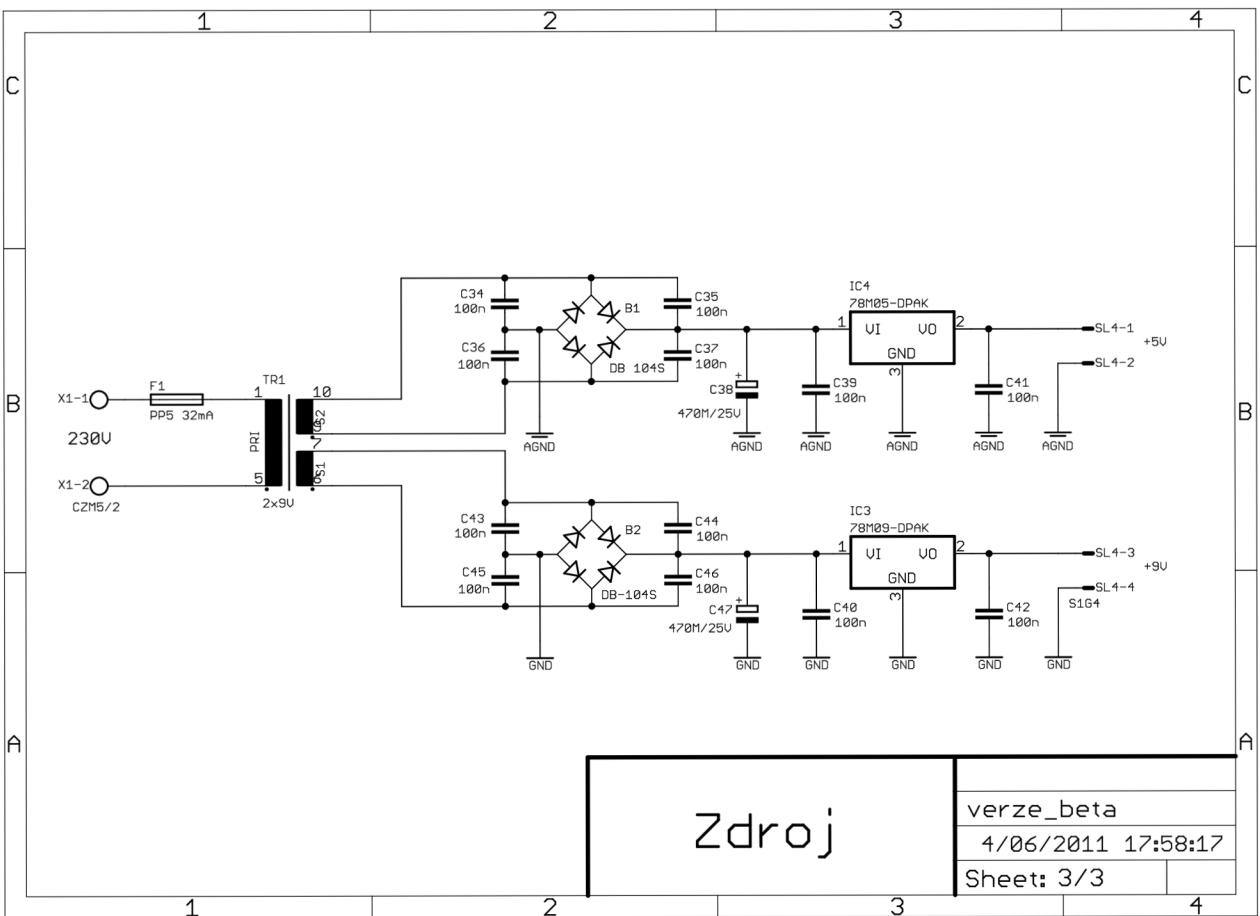 1 2 3 4
C C
B B
A A
C34
100n
C36
100n
B1
DB 104S
C35
100n
C37
100n
C38
+
470M/25V
C39
100n
IC4
78M05-DPAK
1 VI VO 2
GND
3
C41
100n
SL4-1
+5V
SL4-2
AGND AGND AGND AGND AGND AGND
X1-1
F1
PP5 32mA
230V
X1-2
CZM5/2
TR1
1 10
PRI S2
7
S1
5
2x9V
C43
100n
C45
100n
B2
DB-104S
C44
100n
C46
100n
C47
+
470M/25V
C40
100n
IC3
78M09-DPAK
1 VI VO 2
GND
3
C42
100n
SL4-3
+9V
SL4-4
S1G4
GND GND GND GND GND GND
Zdroj
verze_beta
4/06/2011 17:58:17
Sheet: 3/3
1 2 3 4